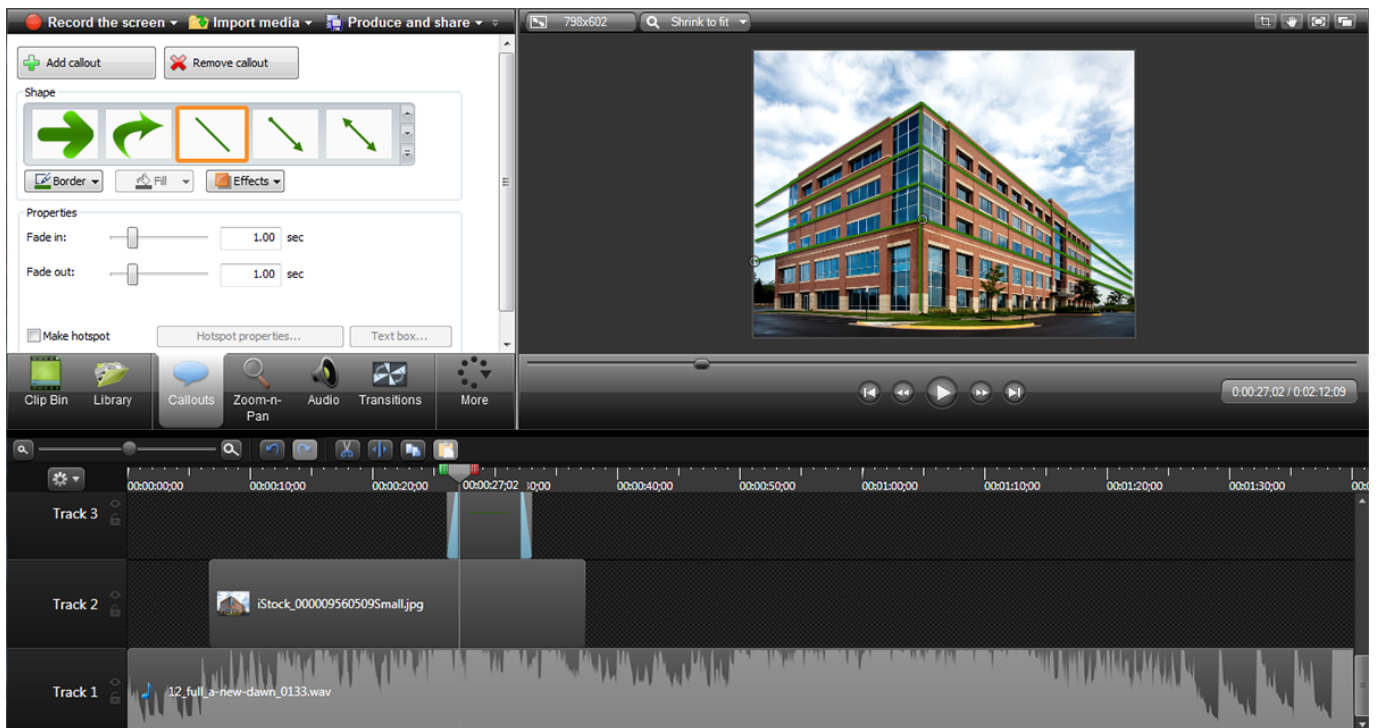 Record the screen Import media Produce and share
798x602 Shrink to fit
Add callout Remove callout
Shape
Border Fill Effects
Properties
Fade in: 1.00 sec
Fade out: 1.00 sec
Make hotspot Hotspot properties... Text box...
Clip Bin Library Callouts Zoom-n-Pan Audio Transitions More
0:00:27;02 / 0:02:12;09
00:00:00;00 00:00:10;00 00:00:20;00 00:00:27;02 00:00:40;00 00:00:50;00 00:01:00;00 00:01:10;00 00:01:20;00 00:01:30;00
Track 3
Track 2 iStock_000009560509Small.jpg
Track 1 12_full_a-new-dawn_0133.wav